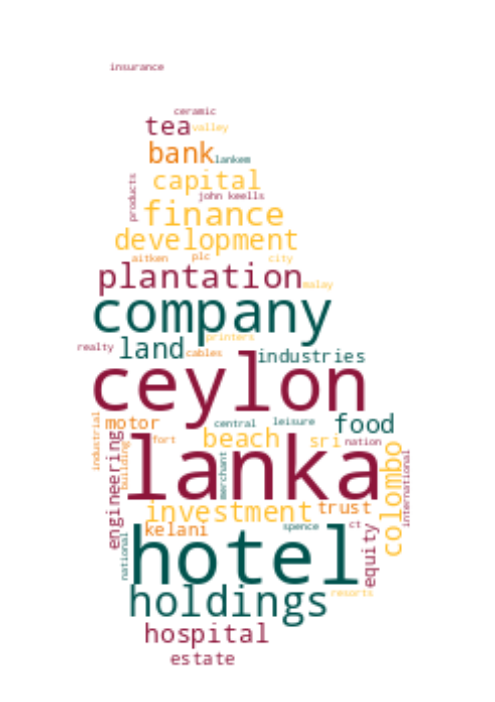 insurance
ceramic
tea valley
bank lankem
capital
products
john keells
finance
development
aitken plc city
plantation malay
company
printers
realty land cables industries
ceylon
industrial
motor central leisure food
engineering
building
fort beach sri nation
lanka
merchant
colombo
international
investment trust
kelani spence ct
national
hotel
equity
holdings resorts
hospital
estate